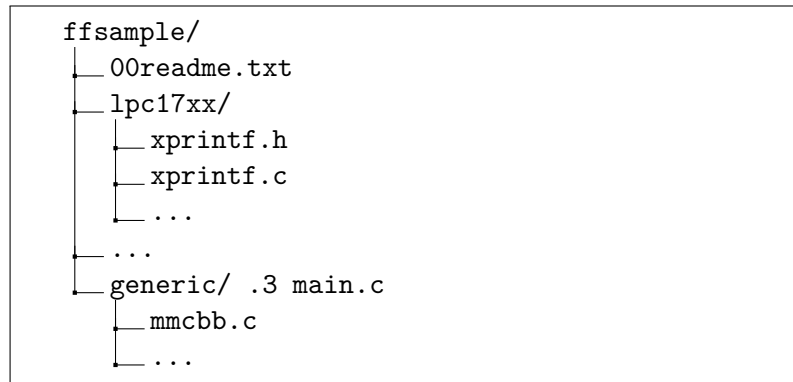 ffsample/
00readme.txt
lpc17xx/
xprintf.h
xprintf.c
...
...
generic/ .3 main.c
mmcbb.c
...